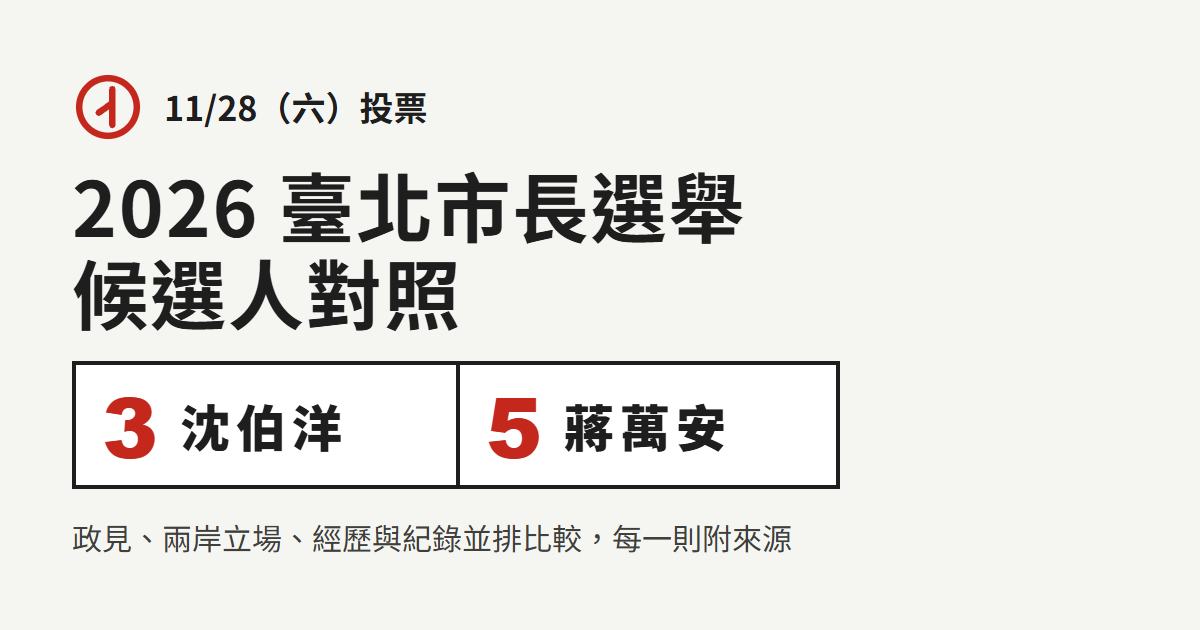 11/28（六）投票
2026 臺北市長選舉
候選人對照
3 沈伯洋
5 蔣萬安
政見、兩岸立場、經歷與紀錄並排比較，每一則附來源